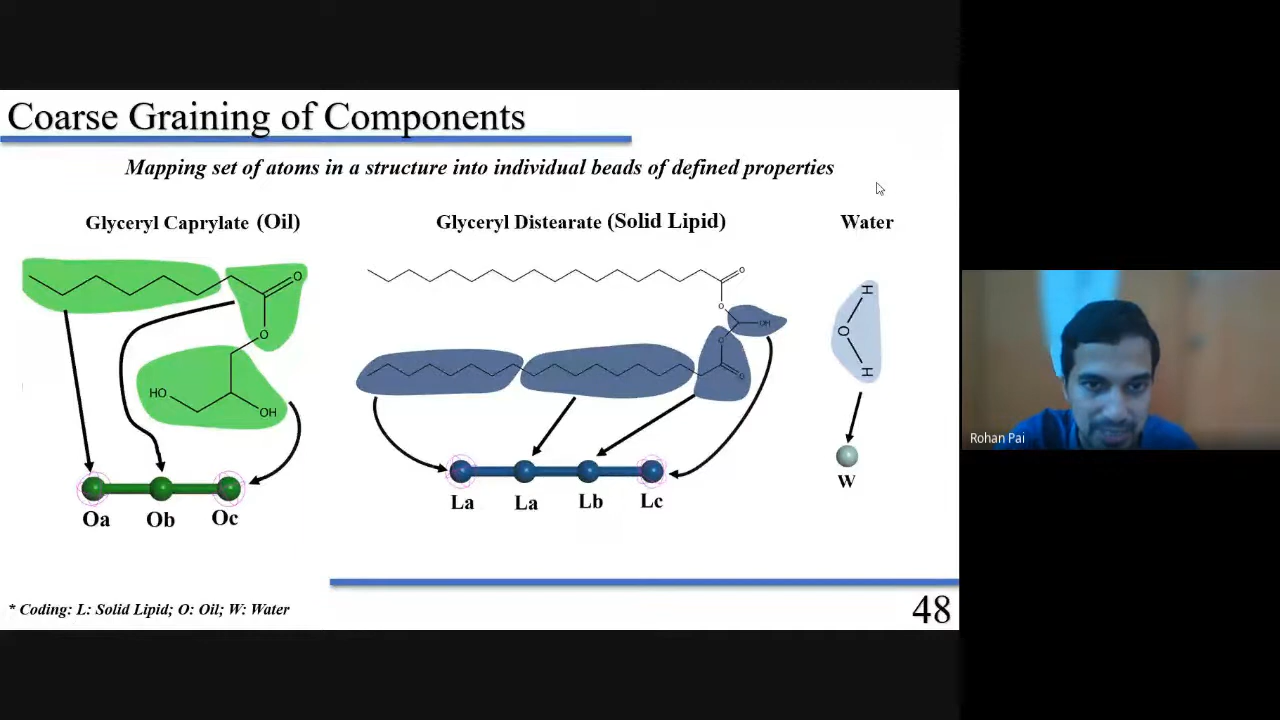 Coarse Graining of Components
Mapping set of atoms in a structure into individual beads of defined properties
Glyceryl Caprylate (Oil)
Glyceryl Distearate (Solid Lipid)
Water
O
O
HO
OH
Oa
Ob
Oc
O
O
OH
O
O
La
La
Lb
Lc
H
O
H
W
* Coding: L: Solid Lipid; O: Oil; W: Water
48
Rohan Pai